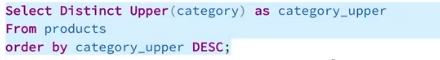 Select Distinct Upper(category) as category_upper
From products
order by category_upper DESC;